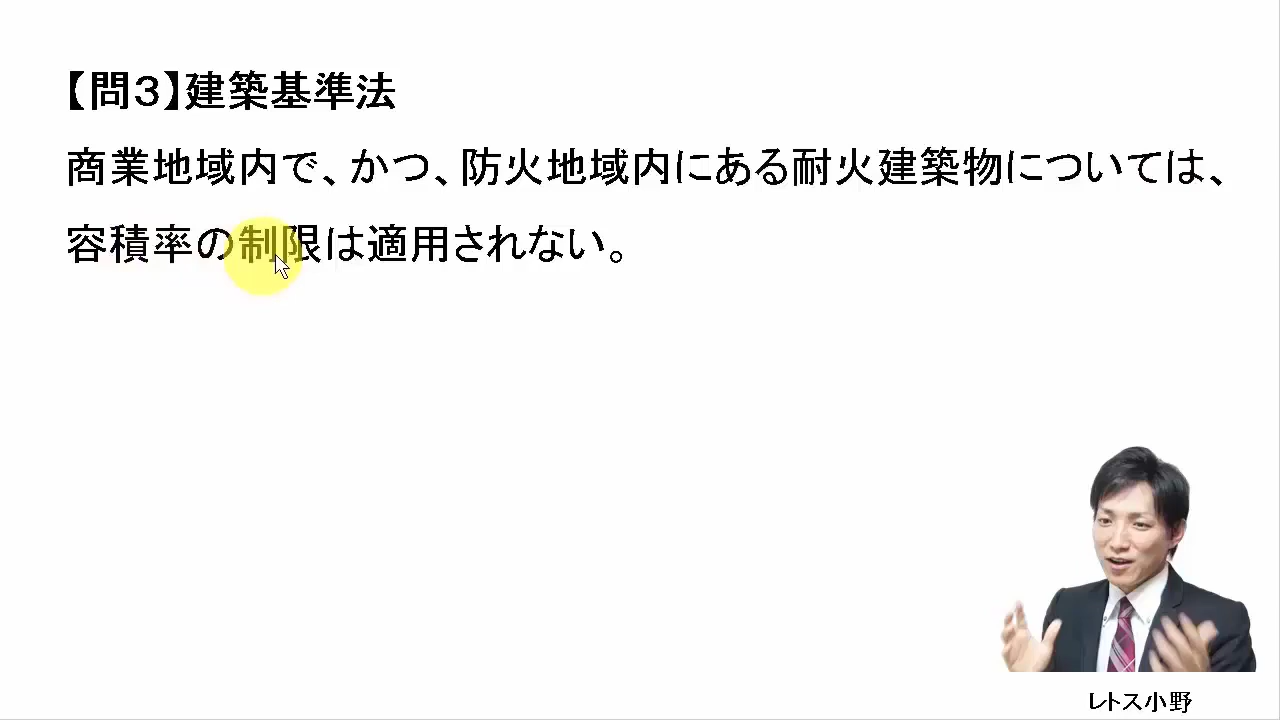 【問３】建築基準法
商業地域内で、かつ、防火地域内にある耐火建築物については、
容積率の制限は適用されない。
レトス小野